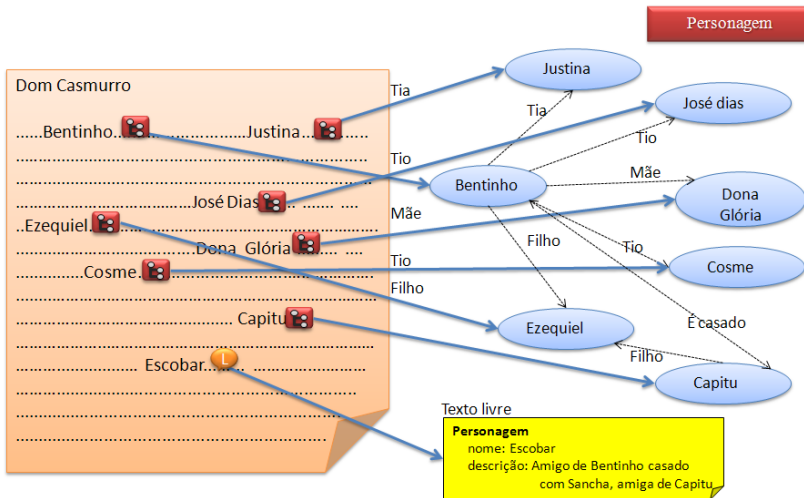 Personagem
Dom Casmurro
......Bentinho...........................Justina............
José Dias
..Ezequiel
Dona Glória
Cosme
Capitu
Escobar
L
Tia
Tio
Mãe
Tio
Filho
Justina
José dias
Bentinho
Dona
Glória
Cosme
Ezequiel
Capitu
Tia
Tio
Mãe
Filho
Tio
É casado
Filho
Texto livre
Personagem
nome: Escobar
descrição: Amigo de Bentinho casado
com Sancha, amiga de Capitu